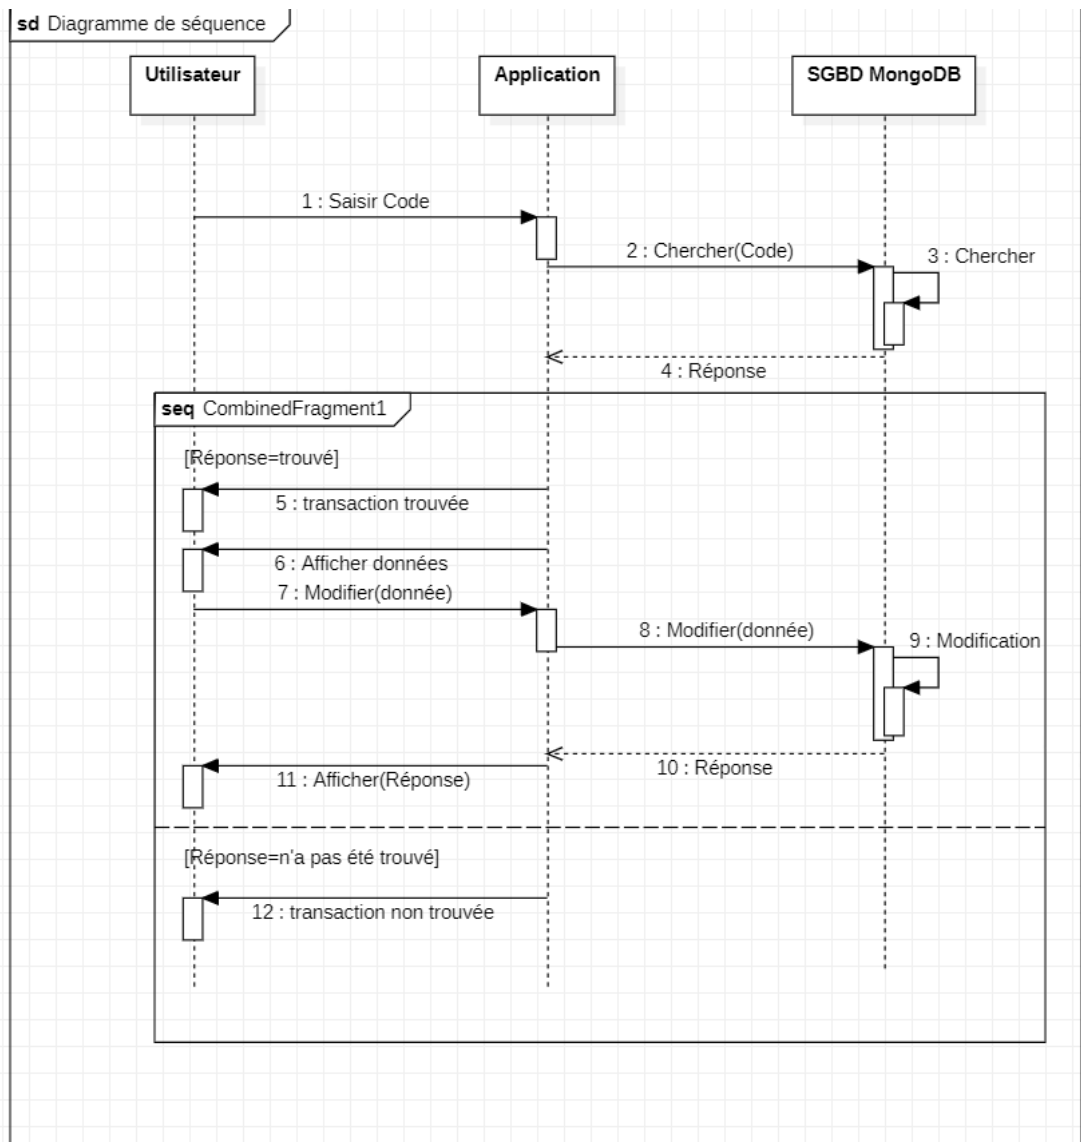 sd Diagramme de séquence
Utilisateur
Application
SGBD MongoDB
1 : Saisir Code
2 : Chercher(Code)
3 : Chercher
4 : Réponse
seq CombinedFragment1
[Réponse=trouvé]
5 : transaction trouvée
6 : Afficher données
7 : Modifier(donnée)
8 : Modifier(donnée)
9 : Modification
10 : Réponse
11 : Afficher(Réponse)
[Réponse=n'a pas été trouvé]
12 : transaction non trouvée